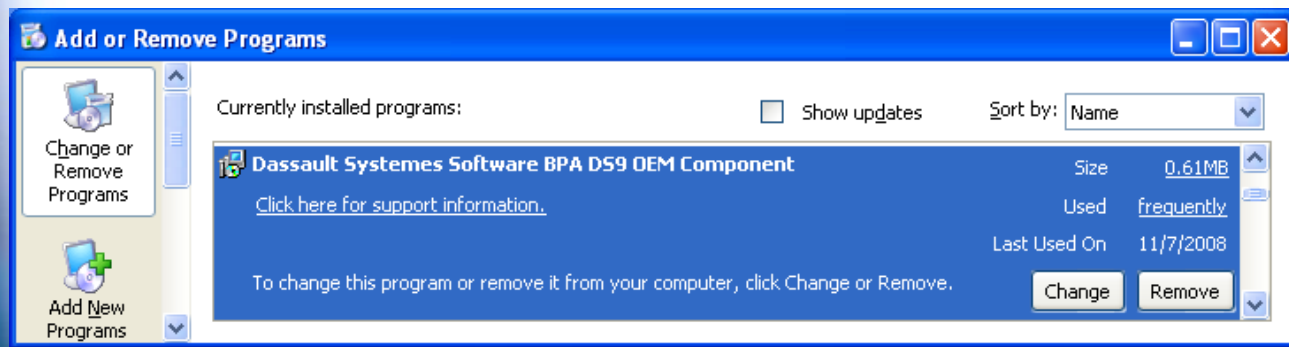 Add or Remove Programs
Change or
Remove
Programs
Add New
Programs
Currently installed programs:
Show updates
Sort by: Name
Dassault Systemes Software BPA DS9 OEM Component
Size 0.61MB
Click here for support information.
Used frequently
Last Used On 11/7/2008
To change this program or remove it from your computer, click Change or Remove.
Change Remove